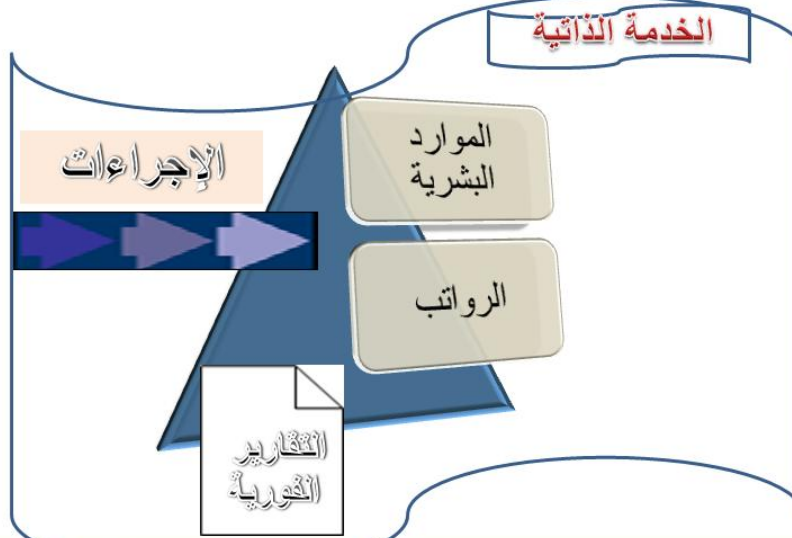 الخدمة الذاتية
الموارد
البشرية
الإجراءات
الرواتب
التقارير
الفورية